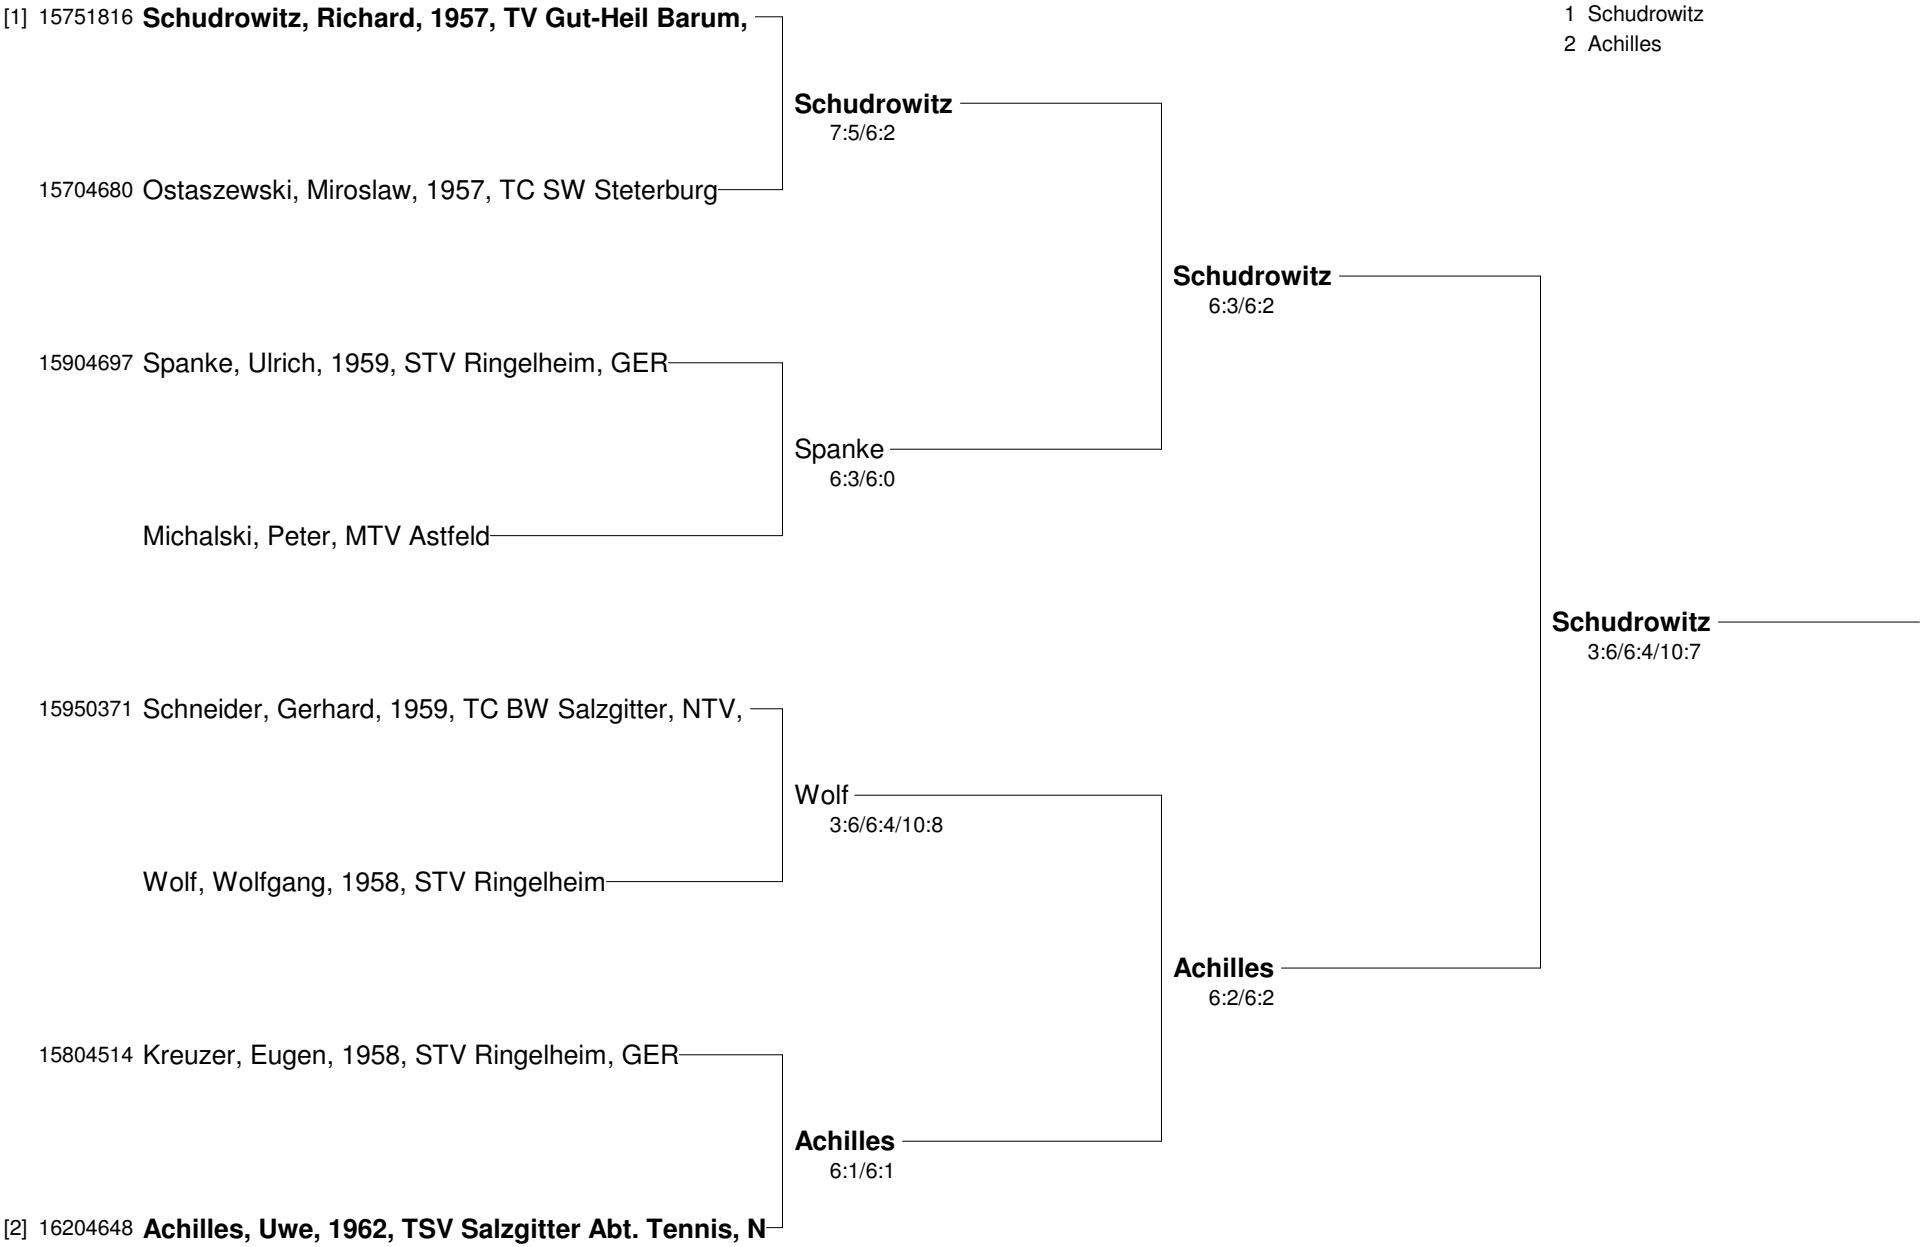 [1] 15751816 Schudrowitz, Richard, 1957, TV Gut-Heil Barum,
1 Schudrowitz
2 Achilles
Schudrowitz
7:5/6:2
15704680 Ostaszewski, Miroslaw, 1957, TC SW Steterburg
Schudrowitz
6:3/6:2
15904697 Spanke, Ulrich, 1959, STV Ringelheim, GER
Spanke
6:3/6:0
Michalski, Peter, MTV Astfeld
Schudrowitz
3:6/6:4/10:7
15950371 Schneider, Gerhard, 1959, TC BW Salzgitter, NTV,
Wolf
3:6/6:4/10:8
Wolf, Wolfgang, 1958, STV Ringelheim
Achilles
6:2/6:2
15804514 Kreuzer, Eugen, 1958, STV Ringelheim, GER
Achilles
6:1/6:1
[2] 16204648 Achilles, Uwe, 1962, TSV Salzgitter Abt. Tennis, N